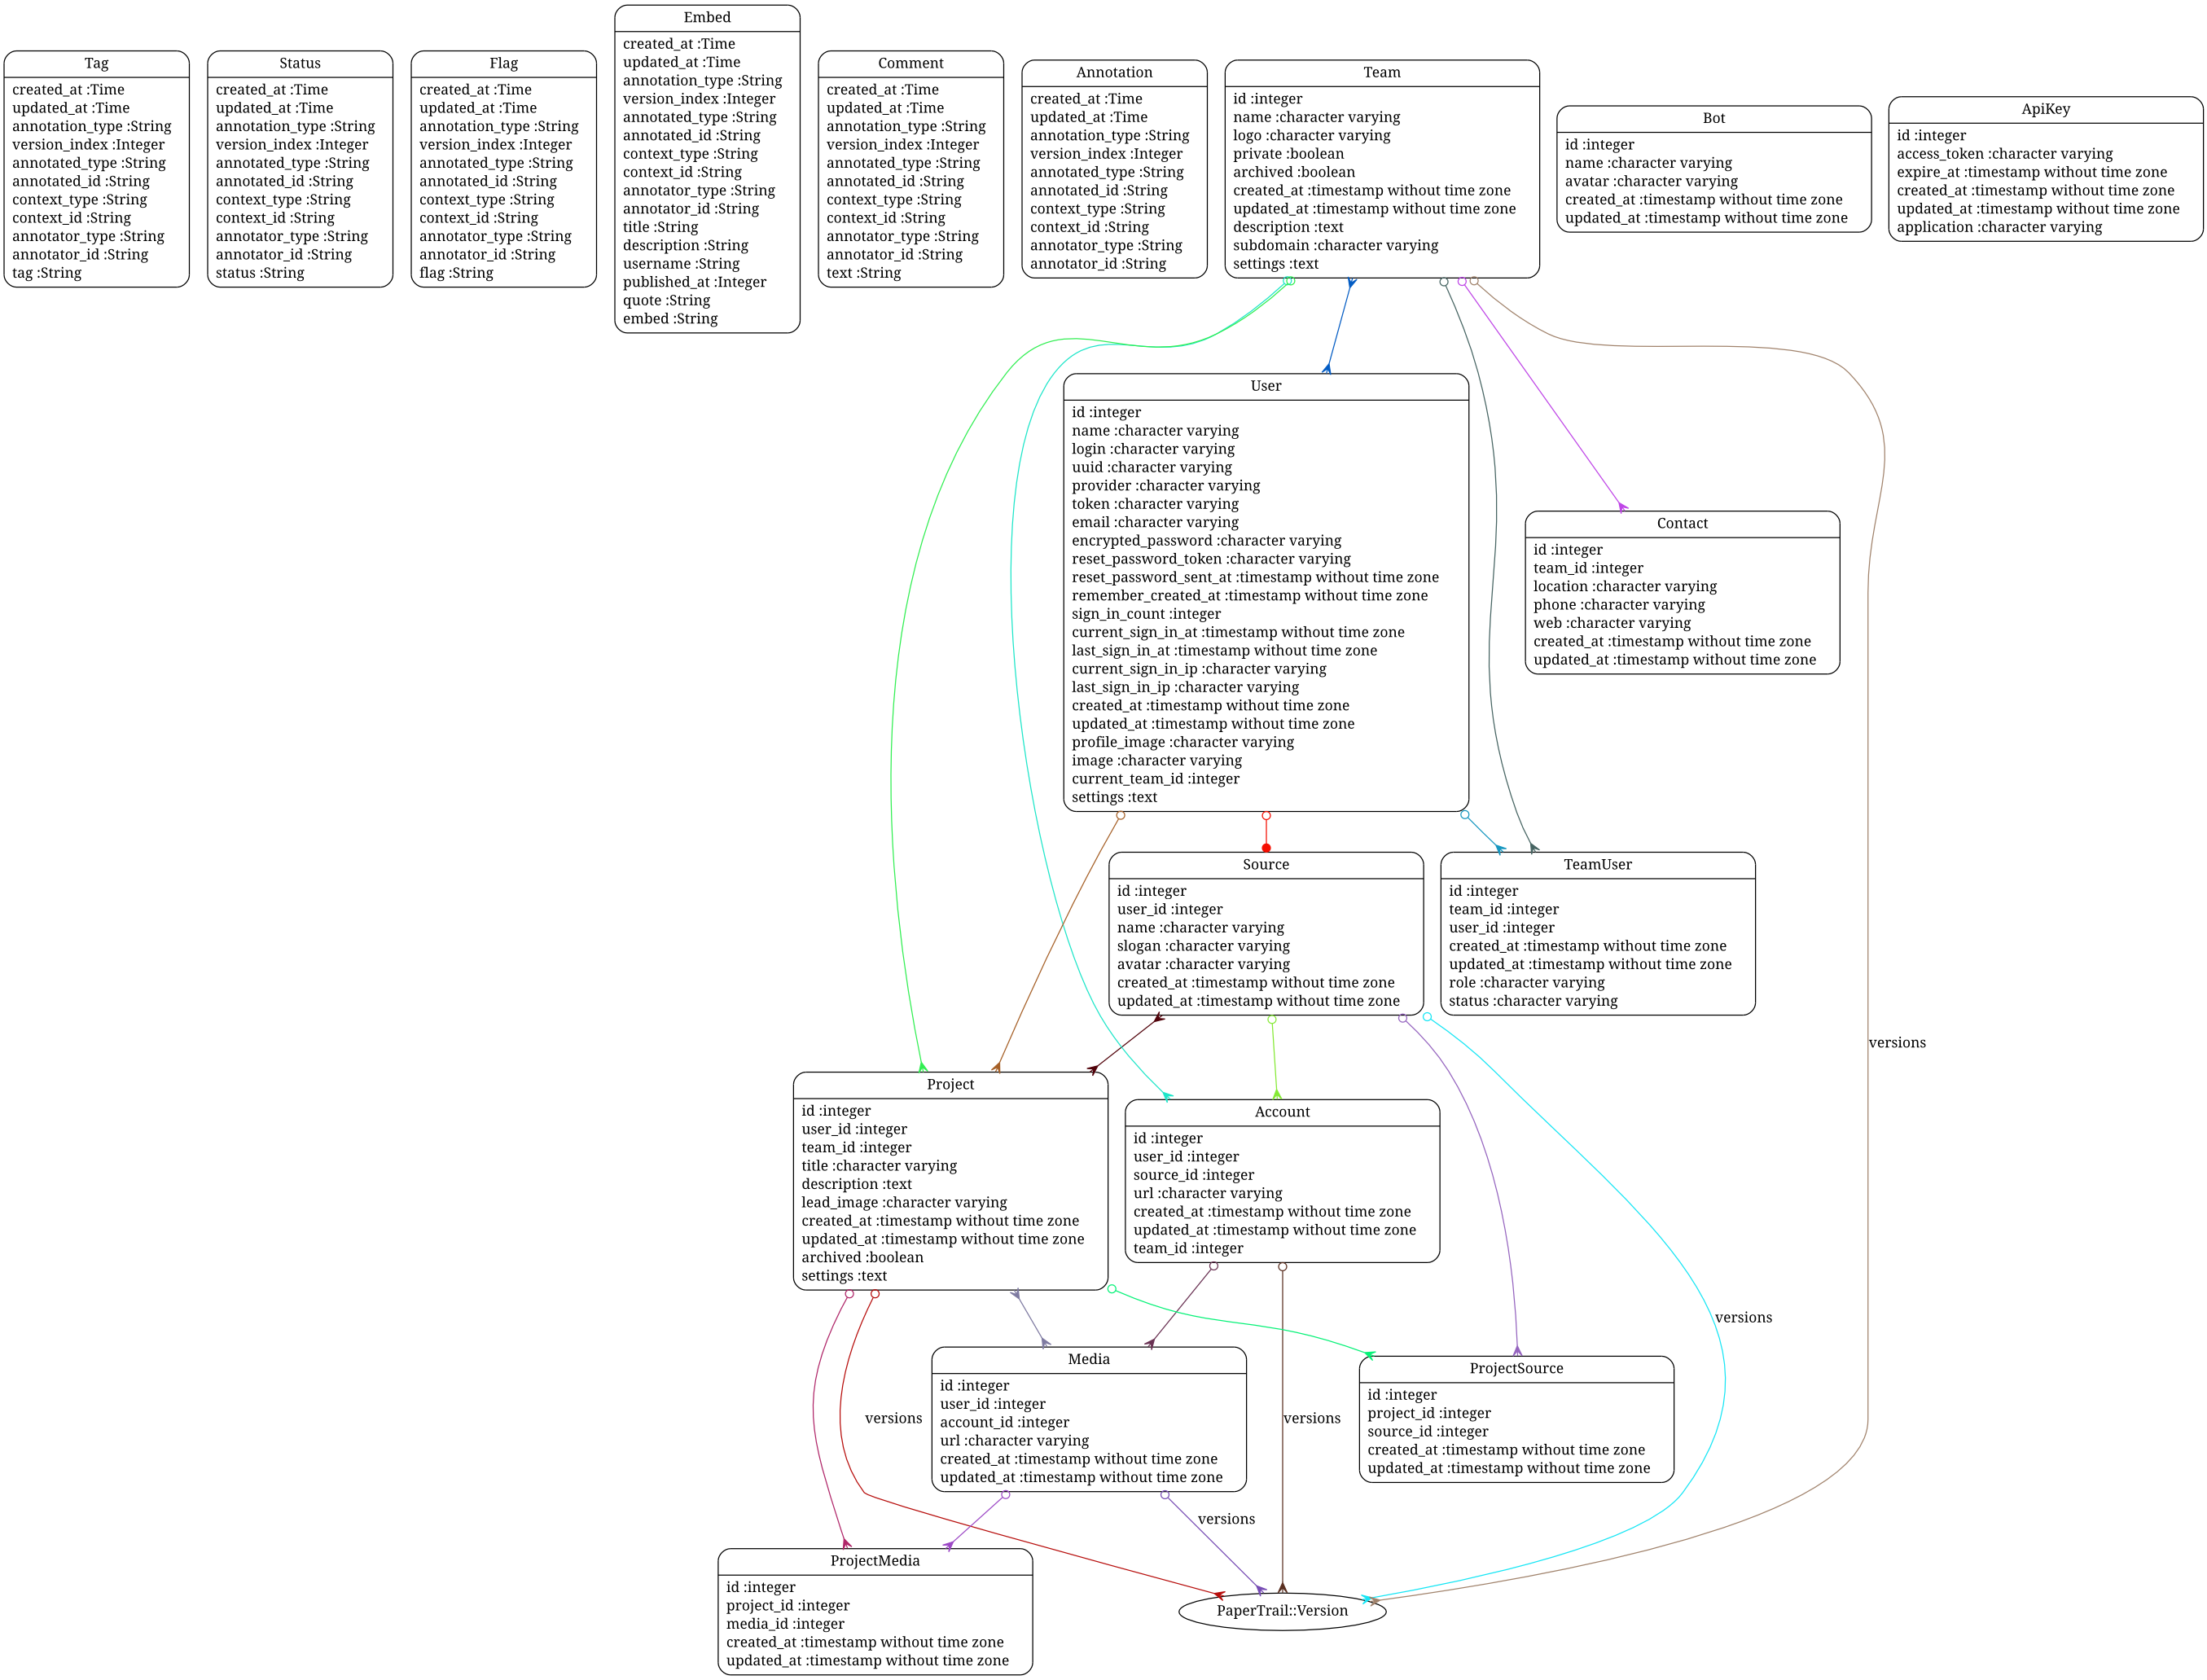 Tag
created_at :Time
updated_at :Time
annotation_type :String
version_index :Integer
annotated_type :String
annotated_id :String
context_type :String
context_id :String
annotator_type :String
annotator_id :String
tag :String
Status
created_at :Time
updated_at :Time
annotation_type :String
version_index :Integer
annotated_type :String
annotated_id :String
context_type :String
context_id :String
annotator_type :String
annotator_id :String
status :String
Flag
created_at :Time
updated_at :Time
annotation_type :String
version_index :Integer
annotated_type :String
annotated_id :String
context_type :String
context_id :String
annotator_type :String
annotator_id :String
flag :String
Embed
created_at :Time
updated_at :Time
annotation_type :String
version_index :Integer
annotated_type :String
annotated_id :String
context_type :String
context_id :String
annotator_type :String
annotator_id :String
title :String
description :String
username :String
published_at :Integer
quote :String
embed :String
Comment
created_at :Time
updated_at :Time
annotation_type :String
version_index :Integer
annotated_type :String
annotated_id :String
context_type :String
context_id :String
annotator_type :String
annotator_id :String
text :String
Annotation
created_at :Time
updated_at :Time
annotation_type :String
version_index :Integer
annotated_type :String
annotated_id :String
context_type :String
context_id :String
annotator_type :String
annotator_id :String
Team
id :integer
name :character varying
logo :character varying
private :boolean
archived :boolean
created_at :timestamp without time zone
updated_at :timestamp without time zone
description :text
subdomain :character varying
settings :text
Bot
id :integer
name :character varying
avatar :character varying
created_at :timestamp without time zone
updated_at :timestamp without time zone
ApiKey
id :integer
access_token :character varying
expire_at :timestamp without time zone
created_at :timestamp without time zone
updated_at :timestamp without time zone
application :character varying
User
id :integer
name :character varying
login :character varying
uuid :character varying
provider :character varying
token :character varying
email :character varying
encrypted_password :character varying
reset_password_token :character varying
reset_password_sent_at :timestamp without time zone
remember_created_at :timestamp without time zone
sign_in_count :integer
current_sign_in_at :timestamp without time zone
last_sign_in_at :timestamp without time zone
current_sign_in_ip :character varying
last_sign_in_ip :character varying
created_at :timestamp without time zone
updated_at :timestamp without time zone
profile_image :character varying
image :character varying
current_team_id :integer
settings :text
Contact
id :integer
team_id :integer
location :character varying
phone :character varying
web :character varying
created_at :timestamp without time zone
updated_at :timestamp without time zone
Source
id :integer
user_id :integer
name :character varying
slogan :character varying
avatar :character varying
created_at :timestamp without time zone
updated_at :timestamp without time zone
TeamUser
id :integer
team_id :integer
user_id :integer
created_at :timestamp without time zone
updated_at :timestamp without time zone
role :character varying
status :character varying
versions
Project
id :integer
user_id :integer
team_id :integer
title :character varying
description :text
lead_image :character varying
created_at :timestamp without time zone
updated_at :timestamp without time zone
archived :boolean
settings :text
Account
id :integer
user_id :integer
source_id :integer
url :character varying
created_at :timestamp without time zone
updated_at :timestamp without time zone
team_id :integer
versions
versions
Media
id :integer
user_id :integer
account_id :integer
url :character varying
created_at :timestamp without time zone
updated_at :timestamp without time zone
versions
ProjectSource
id :integer
project_id :integer
source_id :integer
created_at :timestamp without time zone
updated_at :timestamp without time zone
versions
ProjectMedia
id :integer
project_id :integer
media_id :integer
created_at :timestamp without time zone
updated_at :timestamp without time zone
PaperTrail::Version